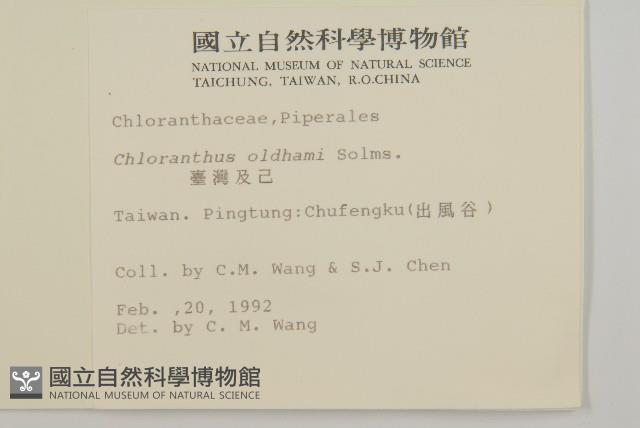 國立自然科學博物館
NATIONAL MUSEUM OF NATURAL SCIENCE
TAICHUNG, TAIWAN, R.O.CHINA
Chloranthaceae,Piperales
Chloranthus oldhami Solms.
臺灣及己
Taiwan. Pingtung:Chufengku(出風谷)
Coll. by C.M. Wang & S.J. Chen
Feb. ,20, 1992
Det. by C. M. Wang
國立自然科學博物館
NATIONAL MUSEUM OF NATURAL SCIENCE